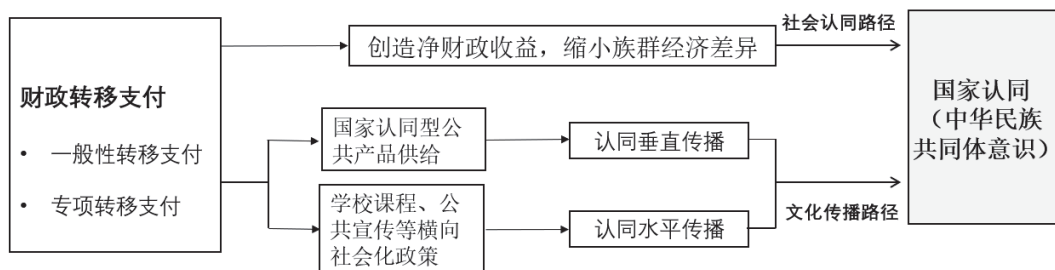 财政转移支付
• 一般性转移支付
• 专项转移支付
创造净财政收益，缩小族群经济差异
社会认同路径
国家认同型公
共产品供给
认同垂直传播
学校课程、公
共宣传等横向
社会化政策
认同水平传播
文化传播路径
国家认同
（中华民族
共同体意识）